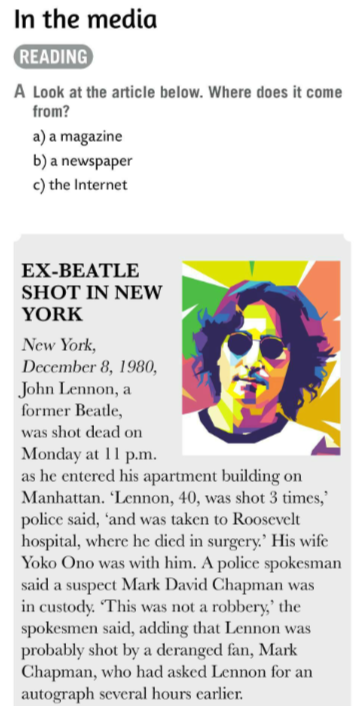 In the media
READING
A Look at the article below. Where does it come
from?
a) a magazine
b) a newspaper
c) the Internet
EX-BEATLE
SHOT IN NEW
YORK
New York,
December 8, 1980,
John Lennon, a
former Beatle,
was shot dead on
Monday at 11 p.m.
as he entered his apartment building on
Manhattan. ‘Lennon, 40, was shot 3 times,’
police said, ‘and was taken to Roosevelt
hospital, where he died in surgery.’ His wife
Yoko Ono was with him. A police spokesman
said a suspect Mark David Chapman was
in custody. ‘This was not a robbery,’ the
spokesmen said, adding that Lennon was
probably shot by a deranged fan, Mark
Chapman, who had asked Lennon for an
autograph several hours earlier.